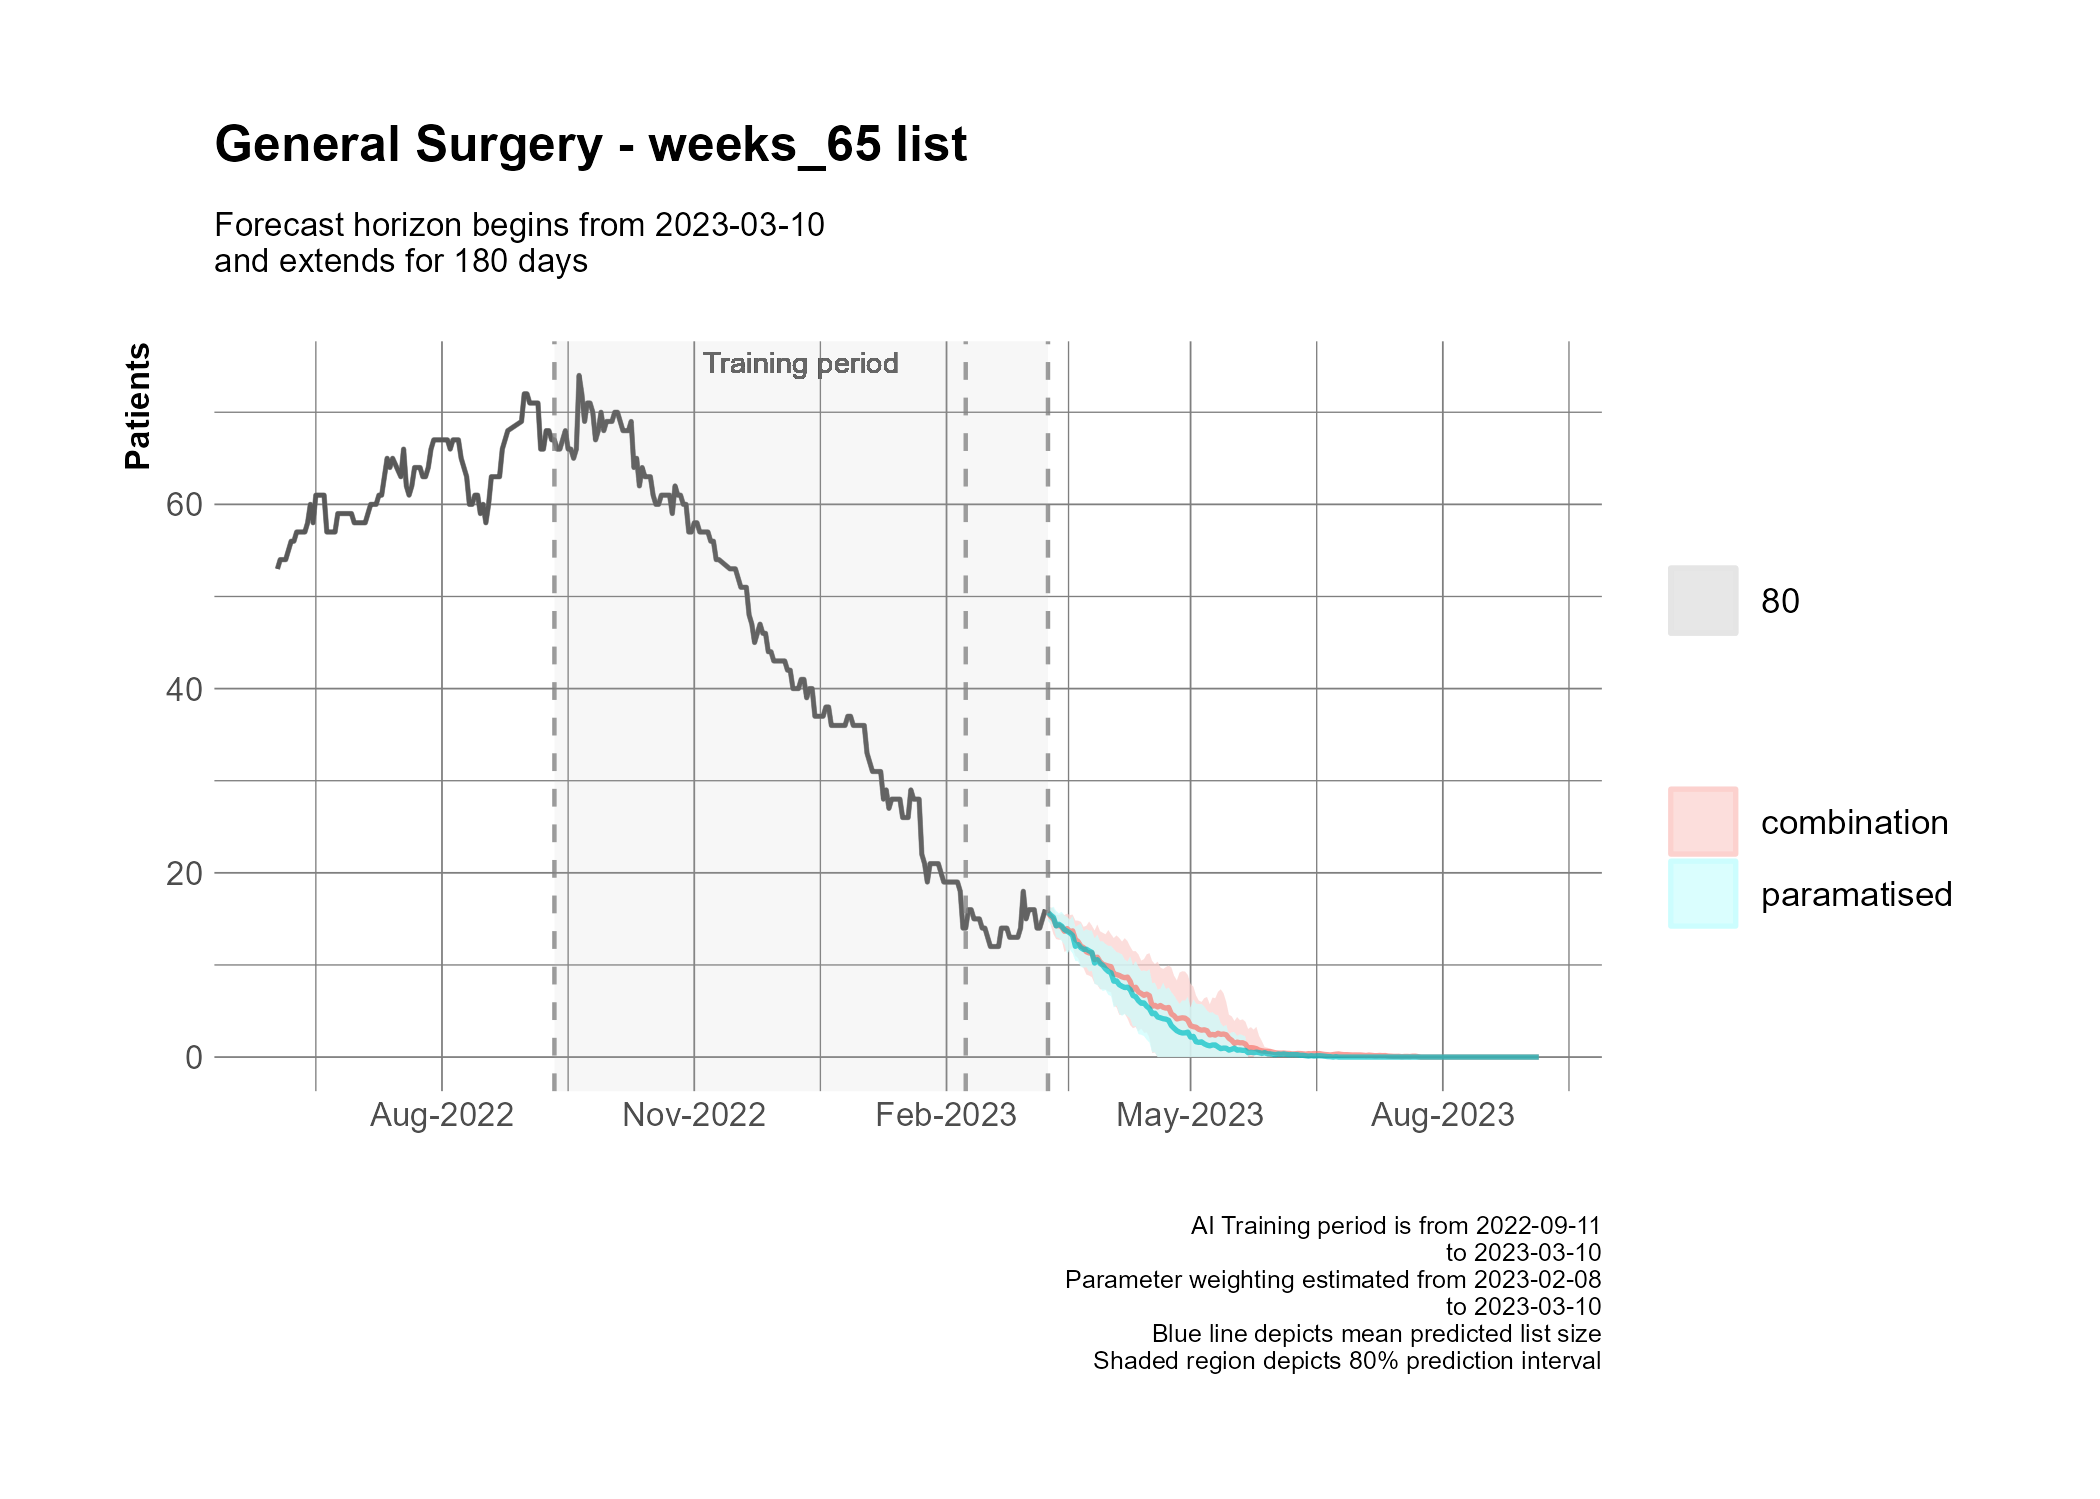 General Surgery - weeks_65 list
Forecast horizon begins from 2023-03-10
and extends for 180 days
Patients
Training period
60
40
20
0
Aug-2022
Nov-2022
Feb-2023
May-2023
Aug-2023
80
combination
paramatised
AI Training period is from 2022-09-11
to 2023-03-10
Parameter weighting estimated from 2023-02-08
to 2023-03-10
Blue line depicts mean predicted list size
Shaded region depicts 80% prediction interval